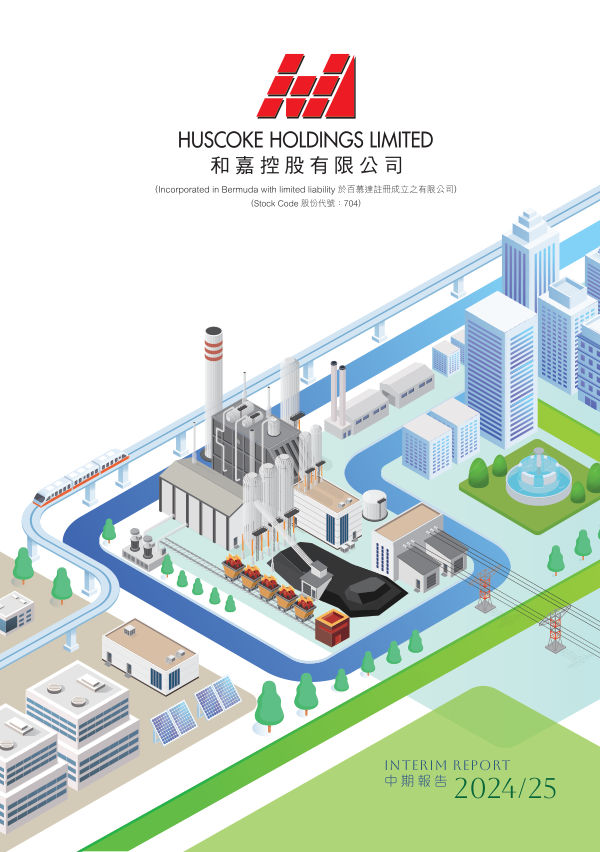 HUSCOKE HOLDINGS LIMITED
和嘉控股有限公司
(Incorporated in Bermuda with limited liability 於百慕達註冊成立之有限公司)
(Stock Code 股份代號：704)
INTERIM REPORT
中期報告 2024/25